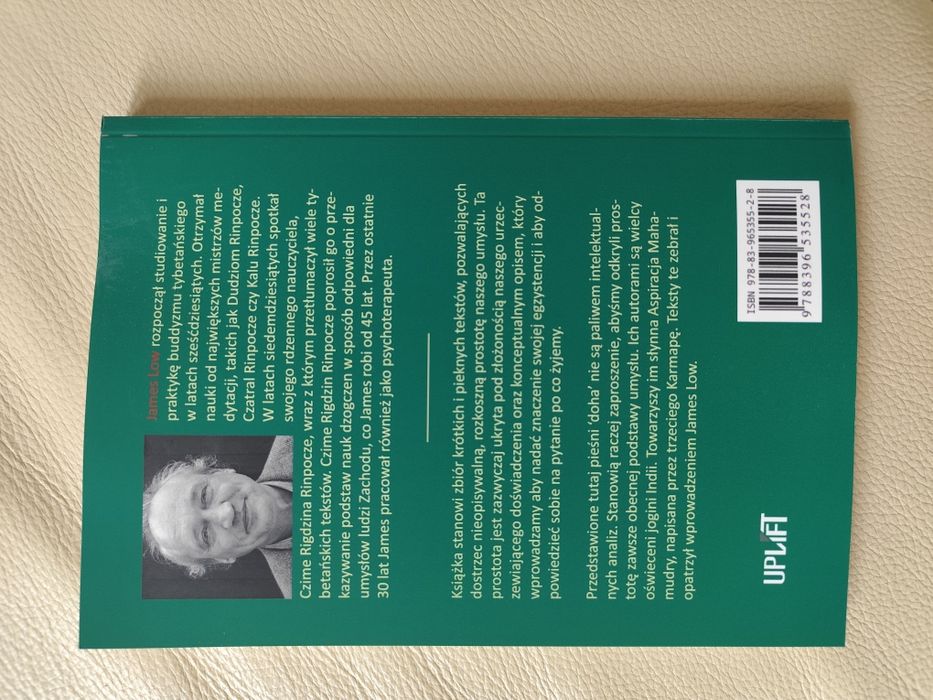 James Low rozpoczął studiowanie i
praktykę buddyzmu tybetańskiego
w latach sześćdziesiątych. Otrzymał
nauki od największych mistrzów me-
dytacji, takich jak Dudziom Rinpocze,
Czatral Rinpocze czy Kalu Rinpocze.
W latach siedemdziesiątych spotkał
swojego rdzennego nauczyciela,
Czime Rigdzina Rinpocze, wraz z którym przetłumaczył wiele ty-
betańskich tekstów. Czime Rigdzin Rinpocze poprosił go o prze-
kazywanie podstaw nauk dzogczen w sposób odpowiedni dla
umysłów ludzi Zachodu, co James robi od 45 lat. Przez ostatnie
30 lat James pracował również jako psychoterapeuta.
Książka stanowi zbiór krótkich i pieknych tekstów, pozwalających
dostrzec nieopisywalną, rozkoszną prostotę naszego umysłu. Ta
prostota jest zazwyczaj ukryta pod złożonością naszego urzec-
zewiającego doświadczenia oraz konceptualnym opisem, który
wprowadzamy aby nadać znaczenie swojej egzystencji i aby od-
powiedzieć sobie na pytanie po co żyjemy.
Przedstawione tutaj pieśni 'doha' nie są paliwem intelektual-
nych analiz. Stanowią raczej zaproszenie, abyśmy odkryli pros-
totę zawsze obecnej podstawy umysłu. Ich autorami są wielcy
oświeceni jogini Indii. Towarzyszy im słynna Aspiracja Maha-
mudry, napisana przez trzeciego Karmapę. Teksty te zebrał i
opatrzył wprowadzeniem James Low.
UPLIFT
ISBN 978-83-965355-2-8
9 788396 535528